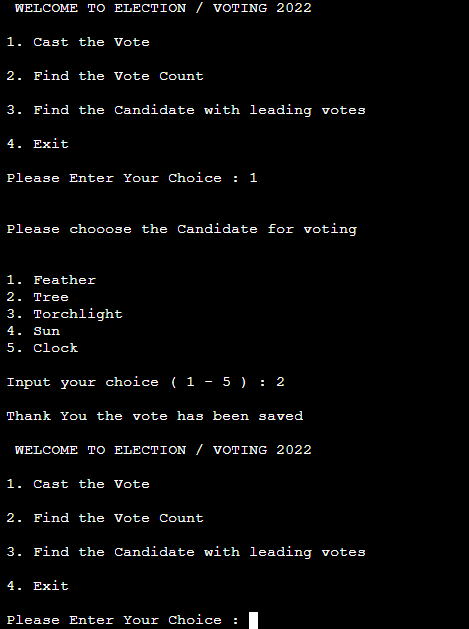 WELCOME TO ELECTION / VOTING 2022
1. Cast the Vote
2. Find the Vote Count
3. Find the Candidate with leading votes
4. Exit
Please Enter Your Choice : 1
Please chooose the Candidate for voting
1. Feather
2. Tree
3. Torchlight
4. Sun
5. Clock
Input your choice ( 1 - 5 ) : 2
Thank You the vote has been saved
WELCOME TO ELECTION / VOTING 2022
1. Cast the Vote
2. Find the Vote Count
3. Find the Candidate with leading votes
4. Exit
Please Enter Your Choice :